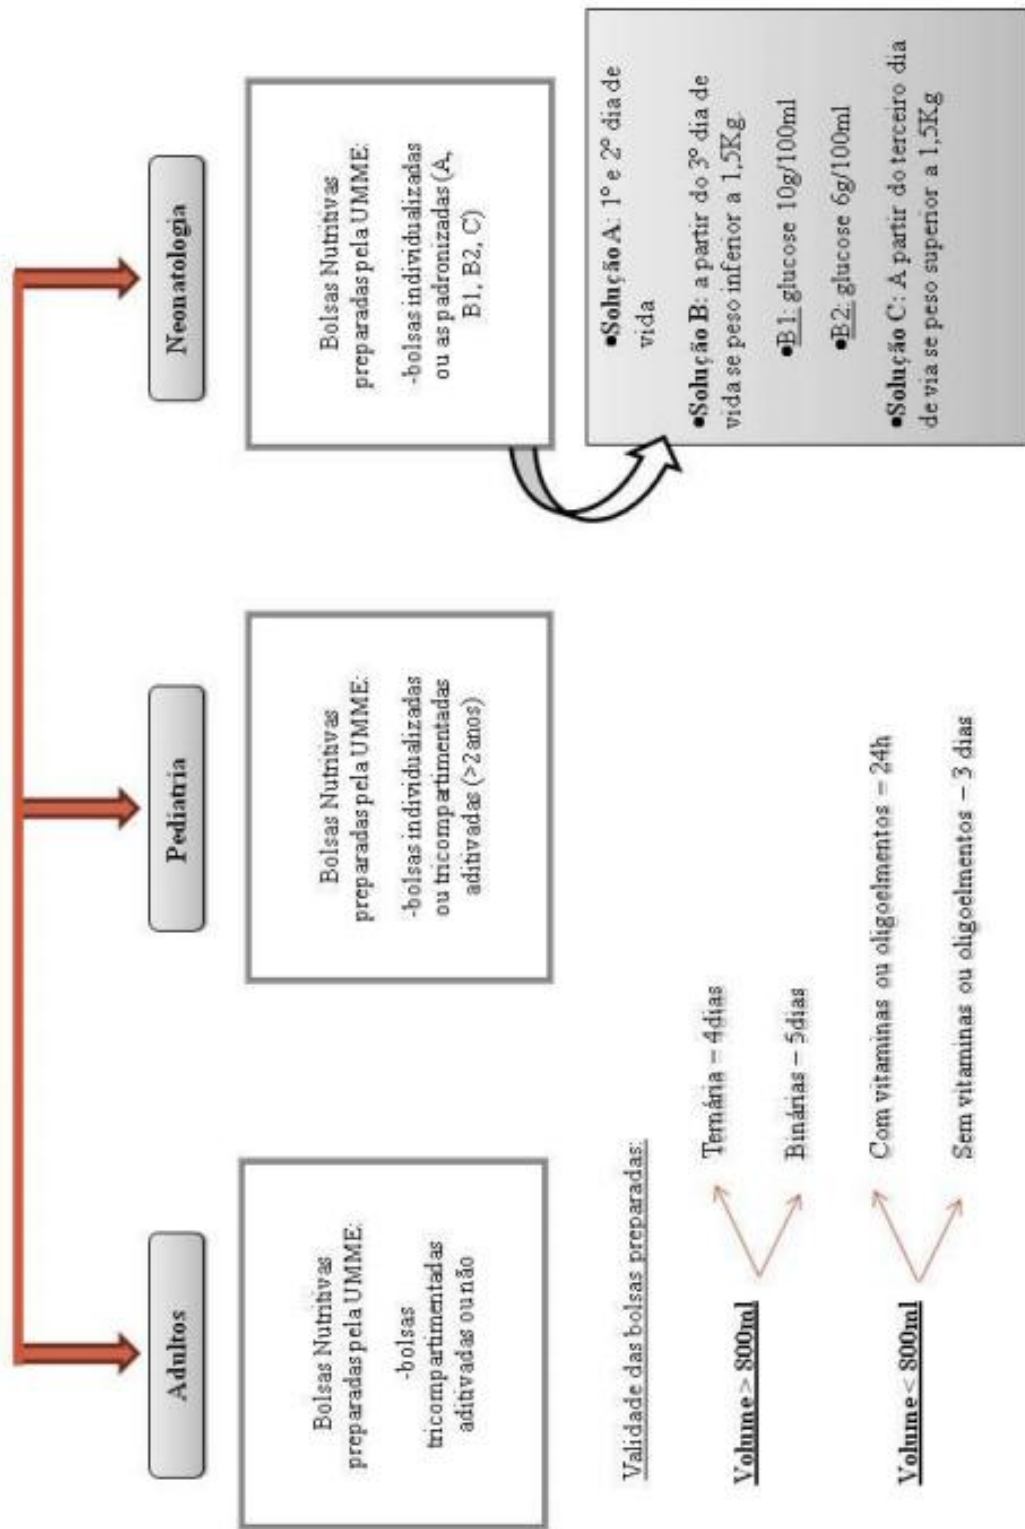 Adultos
Pediatria
Neonatologia
Bolsas Nutritivas
preparadas pela UMME:
-bolsas
tricompartimentadas
aditivadas ou não
Bolsas Nutritivas
preparadas pela UMME:
-bolsas individualizadas
ou tricompartimentadas
aditivadas (>2anos)
Bolsas Nutritivas
preparadas pela UMME:
-bolsas individualizadas
ou as padronizadas (A,
B1, B2, C)
●Solução A: 1º e 2º dia de
vida
●Solução B: a partir do 3º dia de
vida se peso inferior a 1,5Kg.
●B1: glucose 10g/100ml
●B2: glucose 6g/100ml
●Solução C: A partir do terceiro dia
de via se peso superior a 1,5Kg
Validade das bolsas preparadas:
Volume > 800ml
Ternária – 4dias
Binárias – 5dias
Volume < 800ml
Com vitaminas ou oligoelmentos – 24h
Sem vitaminas ou oligoelmentos – 3 dias